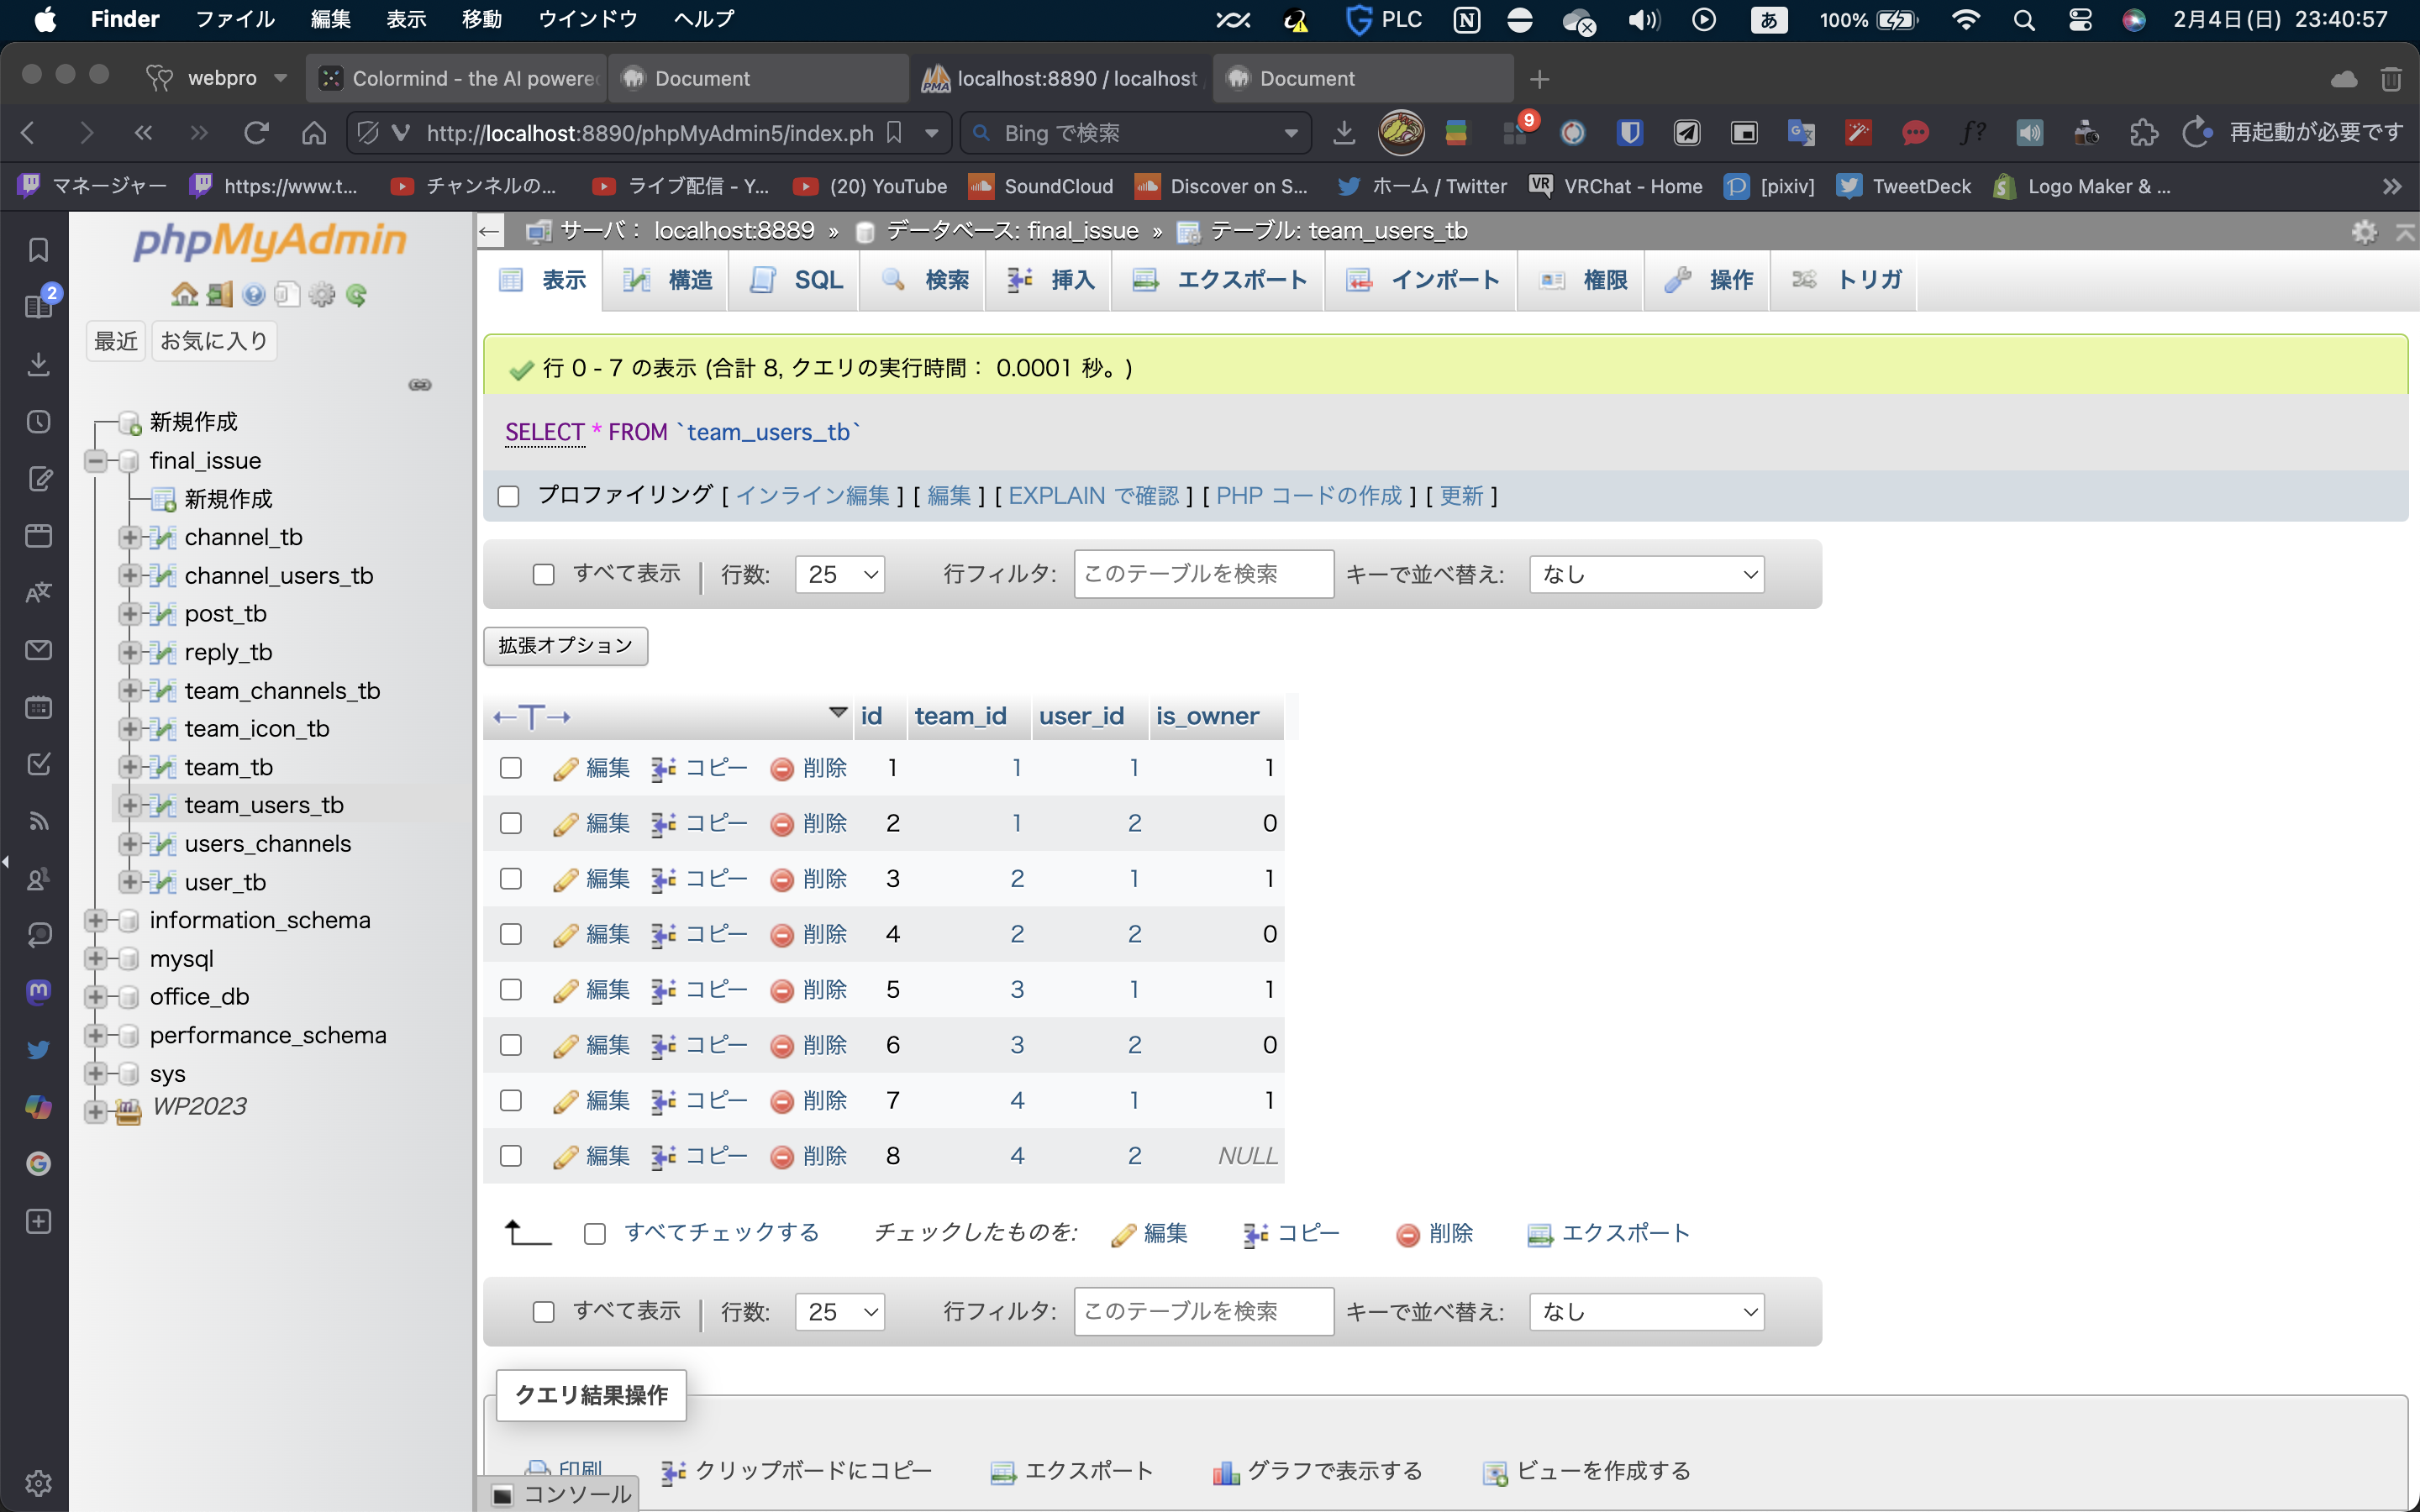 Finder ファイル 編集 表示 移動 ウインドウ ヘルプ PLC あ 100% 2月4日(日) 23:40:57
webpro Colormind - the AI powere Document localhost:8890 / localhost Document
http://localhost:8890/phpMyAdmin5/index.ph Bing で検索 9 再起動が必要です
マネージャー https://www.t... チャンネルの... ライブ配信 - Y... (20) YouTube SoundCloud Discover on S... ホーム / Twitter VRChat - Home [pixiv] TweetDeck Logo Maker & ...
phpMyAdmin
2
最近 お気に入り
新規作成
final_issue
新規作成
channel_tb
channel_users_tb
post_tb
reply_tb
team_channels_tb
team_icon_tb
team_tb
team_users_tb
users_channels
user_tb
information_schema
mysql
office_db
performance_schema
sys
WP2023
サーバ： localhost:8889 » データベース: final_issue » テーブル: team_users_tb
表示 構造 SQL 検索 挿入 エクスポート インポート 権限 操作 トリガ
行 0 - 7 の表示 (合計 8, クエリの実行時間： 0.0001 秒。)
SELECT * FROM `team_users_tb`
プロファイリング [ インライン編集 ] [ 編集 ] [ EXPLAIN で確認 ] [ PHP コードの作成 ] [ 更新 ]
すべて表示 行数: 25 行フィルタ: このテーブルを検索 キーで並べ替え: なし
拡張オプション
←T→ id team_id user_id is_owner
編集 コピー 削除 1 1 1 1
編集 コピー 削除 2 1 2 0
編集 コピー 削除 3 2 1 1
編集 コピー 削除 4 2 2 0
編集 コピー 削除 5 3 1 1
編集 コピー 削除 6 3 2 0
編集 コピー 削除 7 4 1 1
編集 コピー 削除 8 4 2 NULL
すべてチェックする チェックしたものを: 編集 コピー 削除 エクスポート
すべて表示 行数: 25 行フィルタ: このテーブルを検索 キーで並べ替え: なし
クエリ結果操作
印刷 クリップボードにコピー エクスポート グラフで表示する ビューを作成する
コンソール